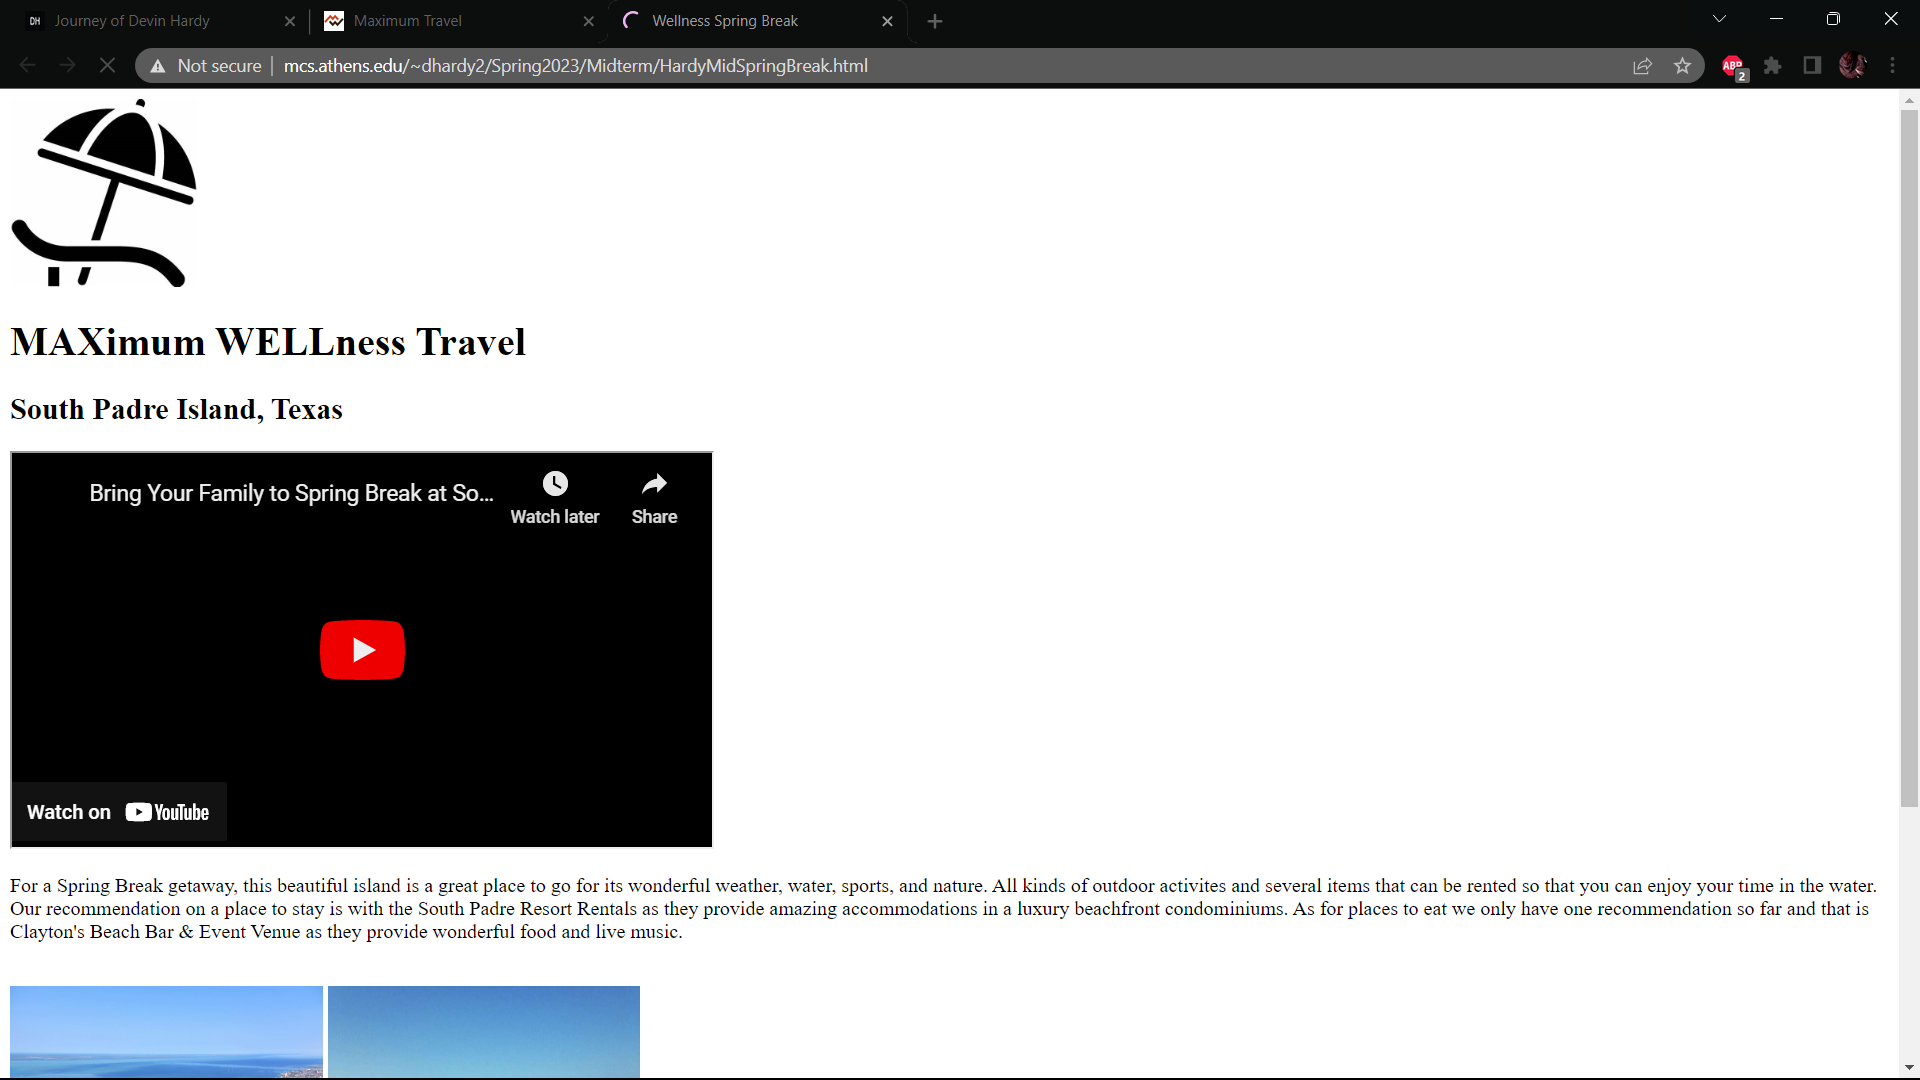 DH Journey of Devin Hardy
Maximum Travel
Wellness Spring Break
Not secure | mcs.athens.edu/~dhardy2/Spring2023/Midterm/HardyMidSpringBreak.html
ABP
2
MAXimum WELLness Travel
South Padre Island, Texas
Bring Your Family to Spring Break at So...
Watch later
Share
Watch on YouTube
For a Spring Break getaway, this beautiful island is a great place to go for its wonderful weather, water, sports, and nature. All kinds of outdoor activites and several items that can be rented so that you can enjoy your time in the water.
Our recommendation on a place to stay is with the South Padre Resort Rentals as they provide amazing accommodations in a luxury beachfront condominiums. As for places to eat we only have one recommendation so far and that is
Clayton's Beach Bar & Event Venue as they provide wonderful food and live music.